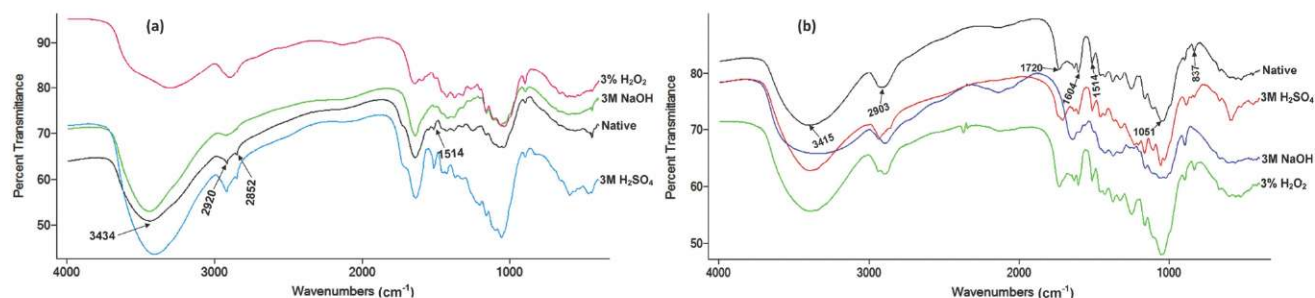 (a)
Percent Transmittance
90
80
70
60
50
3% H₂O₂
3M NaOH
Native
3M H₂SO₄
1514
2920
2852
3434
4000
3000
2000
1000
Wavenumbers (cm⁻¹)
(b)
Percent Transmittance
90
80
70
60
50
1720
1604
1514
837
2903
3415
1051
Native
3M H₂SO₄
3M NaOH
3% H₂O₂
4000
3000
2000
1000
Wavenumbers (cm⁻¹)